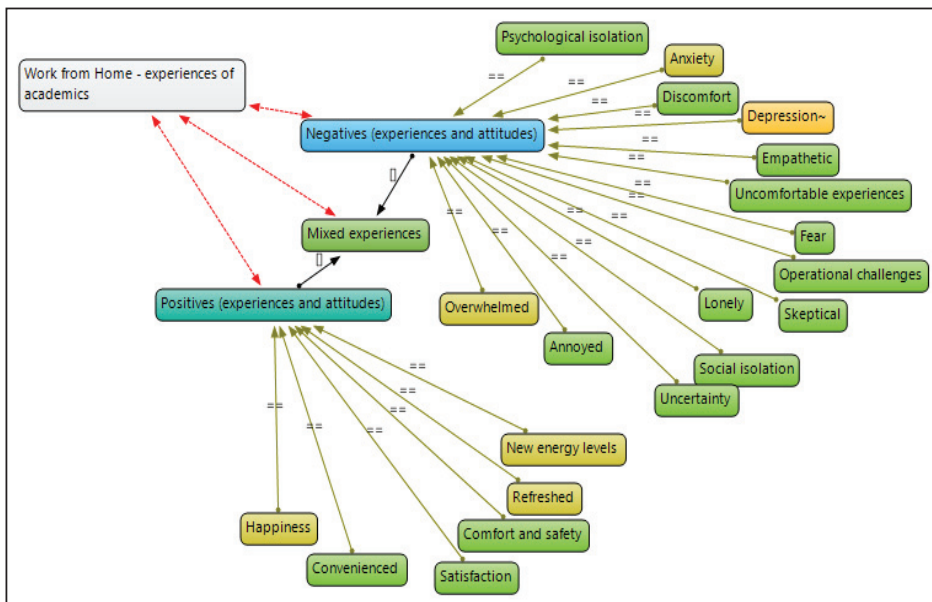 Psychological isolation
Work from Home - experiences of
academics
Anxiety
==
==
Discomfort
==
Depression~
==
Negatives (experiences and attitudes)
Empathetic
==
Uncomfortable experiences
==
==
Mixed experiences
==
==
Fear
==
==
==
Operational challenges
Positives (experiences and attitudes)
Overwhelmed
Lonely
Skeptical
Annoyed
Social isolation
==
Uncertainty
==
==
==
==
==
New energy levels
Refreshed
Happiness
Comfort and safety
Convenienced
Satisfaction